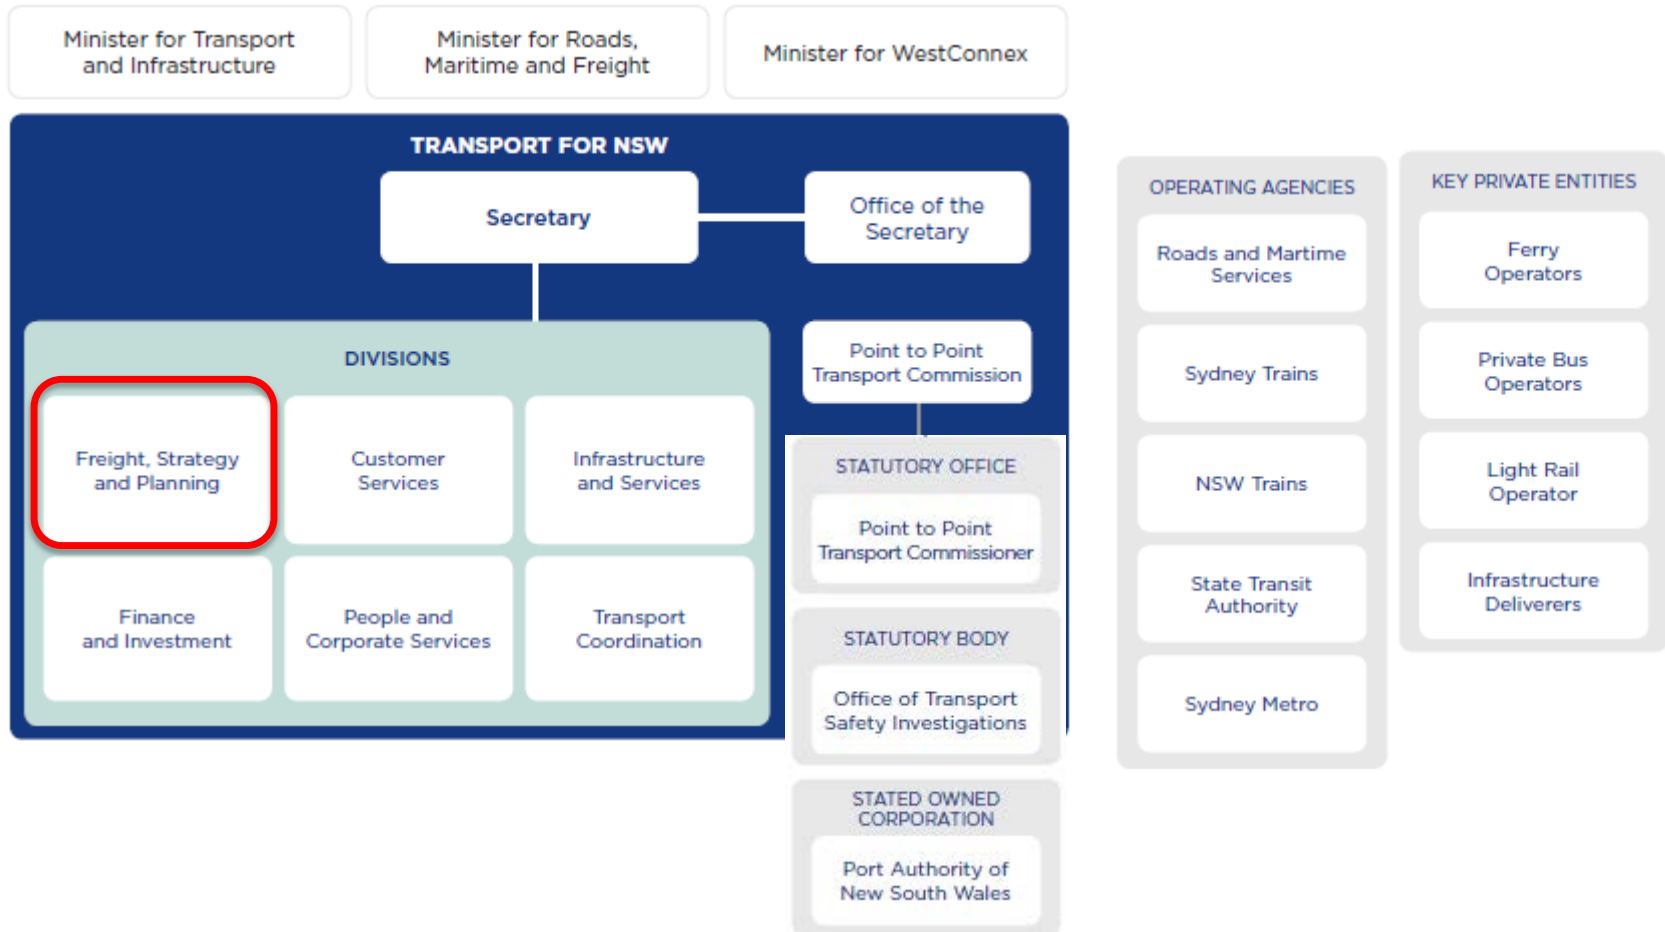 Minister for Transport
and Infrastructure
Minister for Roads,
Maritime and Freight
Minister for WestConnex
TRANSPORT FOR NSW
Secretary
Office of the
Secretary
DIVISIONS
Freight, Strategy
and Planning
Customer
Services
Infrastructure
and Services
Finance
and Investment
People and
Corporate Services
Transport
Coordination
Point to Point
Transport Commission
STATUTORY OFFICE
Point to Point
Transport Commissioner
STATUTORY BODY
Office of Transport
Safety Investigations
STATED OWNED
CORPORATION
Port Authority of
New South Wales
OPERATING AGENCIES
Roads and Martime
Services
Sydney Trains
NSW Trains
State Transit
Authority
Sydney Metro
KEY PRIVATE ENTITIES
Ferry
Operators
Private Bus
Operators
Light Rail
Operator
Infrastructure
Deliverers